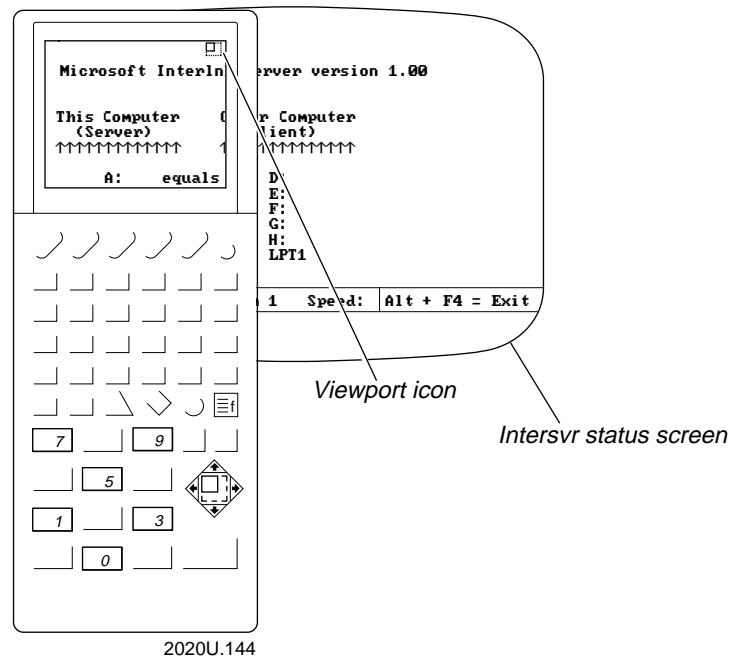 Microsoft Interln erver version 1.00
This Computer r Computer
(Server) lient)
↑↑↑↑↑↑↑↑↑↑↑↑↑ ↑ ↑↑↑↑↑↑↑↑↑↑↑
A: equals D:
E:
F:
G:
H:
LPT1
1 Speed: Alt + F4 = Exit
Viewport icon
Intersvr status screen
f
7 9
5
1 3
0
2020U.144